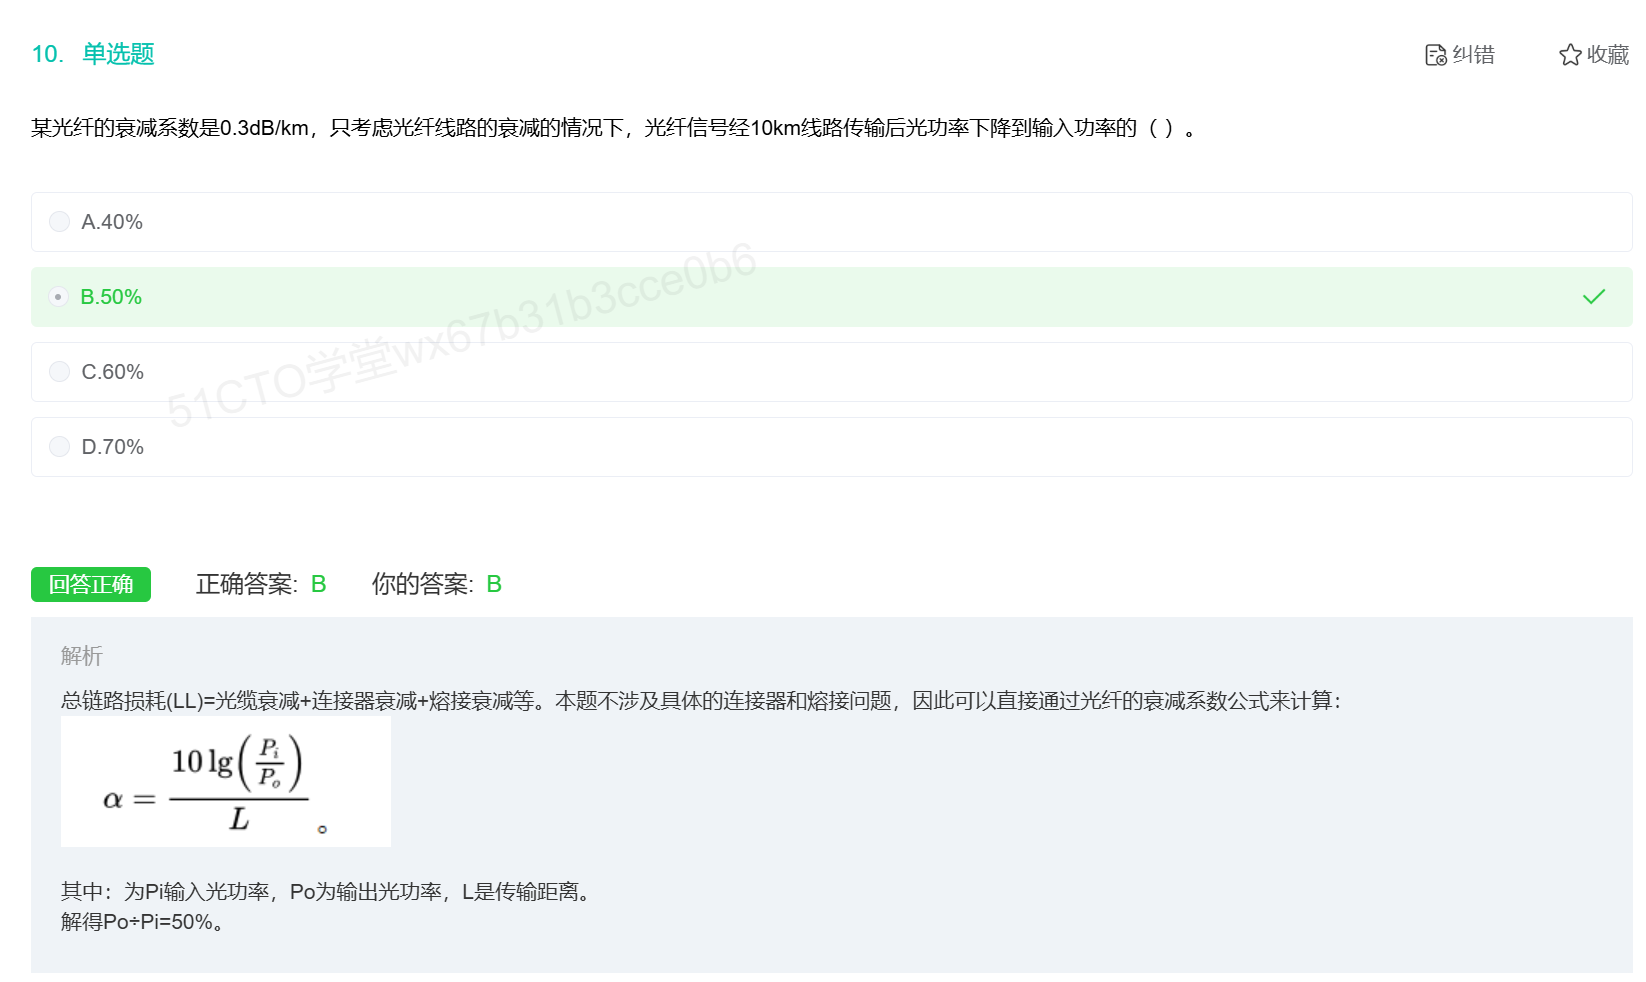 10. 单选题
纠错
收藏
某光纤的衰减系数是0.3dB/km，只考虑光纤线路的衰减的情况下，光纤信号经10km线路传输后光功率下降到输入功率的（ ）。
A.40%
B.50%
C.60%
D.70%
51CTO学堂wx67b31b3cce0b6
回答正确 正确答案: B 你的答案: B
解析
总链路损耗(LL)=光缆衰减+连接器衰减+熔接衰减等。本题不涉及具体的连接器和熔接问题，因此可以直接通过光纤的衰减系数公式来计算：
α = 10 lg(Pi/Po) / L 。
其中：为Pi输入光功率，Po为输出光功率，L是传输距离。
解得Po÷Pi=50%。